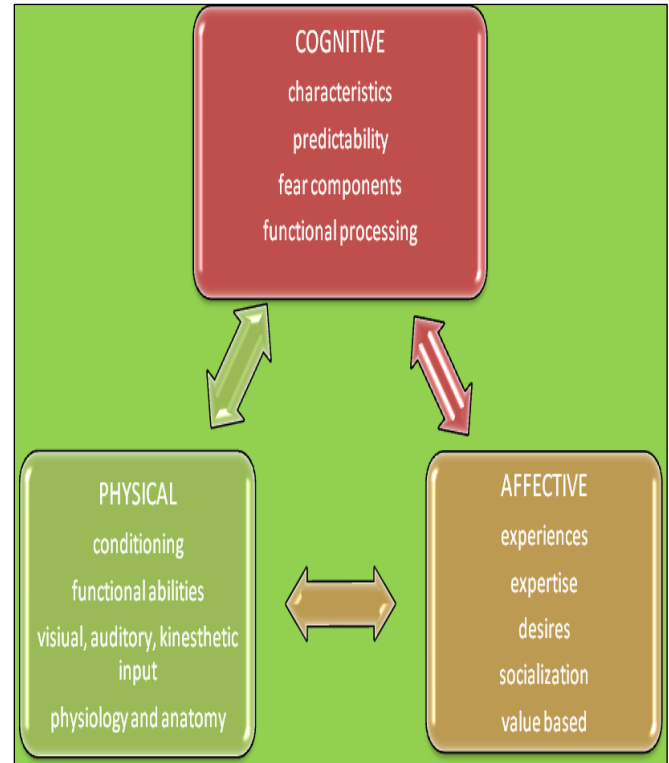 COGNITIVE
characteristics
predictability
fear components
functional processing
PHYSICAL
conditioning
functional abilities
visiual, auditory, kinesthetic
input
physiology and anatomy
AFFECTIVE
experiences
expertise
desires
socialization
value based